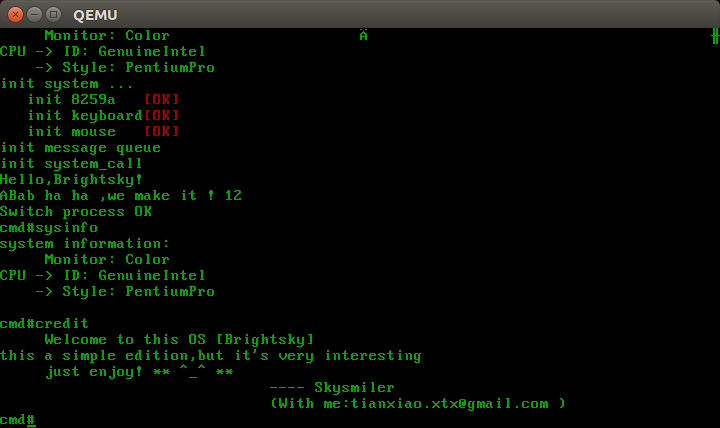 QEMU
Monitor: Color Ä
CPU -> ID: GenuineIntel
-> Style: PentiumPro
init system ...
init 8259a [OK]
init keyboard[OK]
init mouse [OK]
init message queue
init system_call
Hello,Brightsky!
ABab ha ha ,we make it ! 12
Switch process OK
cmd#sysinfo
system information:
Monitor: Color
CPU -> ID: GenuineIntel
-> Style: PentiumPro
cmd#credit
Welcome to this OS [Brightsky]
this a simple edition,but it's very interesting
just enjoy! ** ^_^ **
---- Skysmiler
(With me:tianxiao.xtx@gmail.com )
cmd#